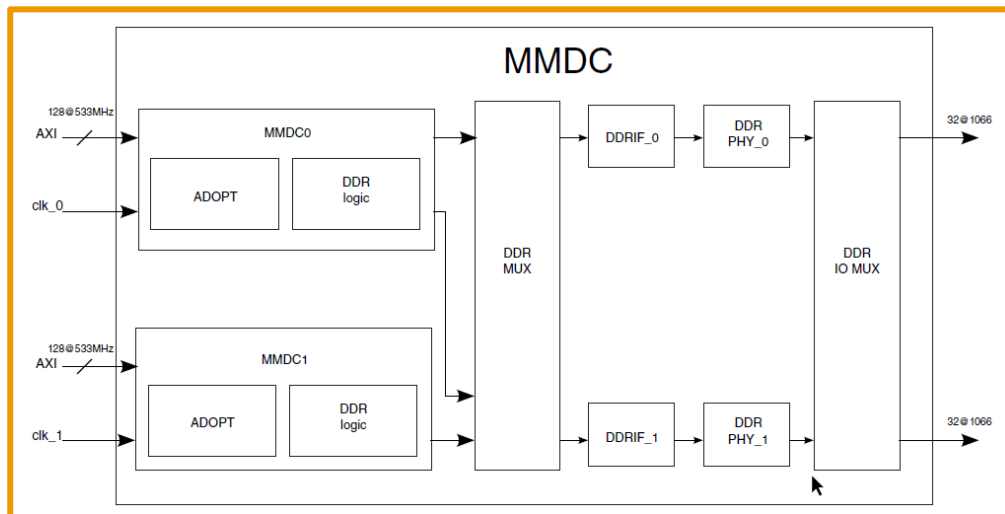 MMDC
128@533MHz
AXI
clk_0
MMDC0
ADOPT
DDR
logic
128@533MHz
AXI
clk_1
MMDC1
ADOPT
DDR
logic
DDR
MUX
DDRIF_0
DDR
PHY_0
DDRIF_1
DDR
PHY_1
DDR
IO MUX
32@1066
32@1066